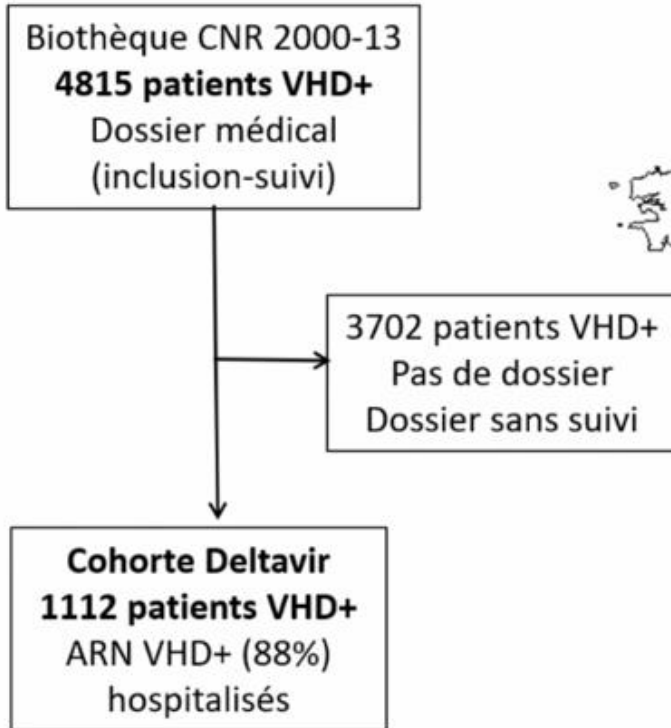 Biothèque CNR 2000-13
4815 patients VHD+
Dossier médical
(inclusion-suivi)
3702 patients VHD+
Pas de dossier
Dossier sans suivi
Cohorte Deltavir
1112 patients VHD+
ARN VHD+ (88%)
hospitalisés